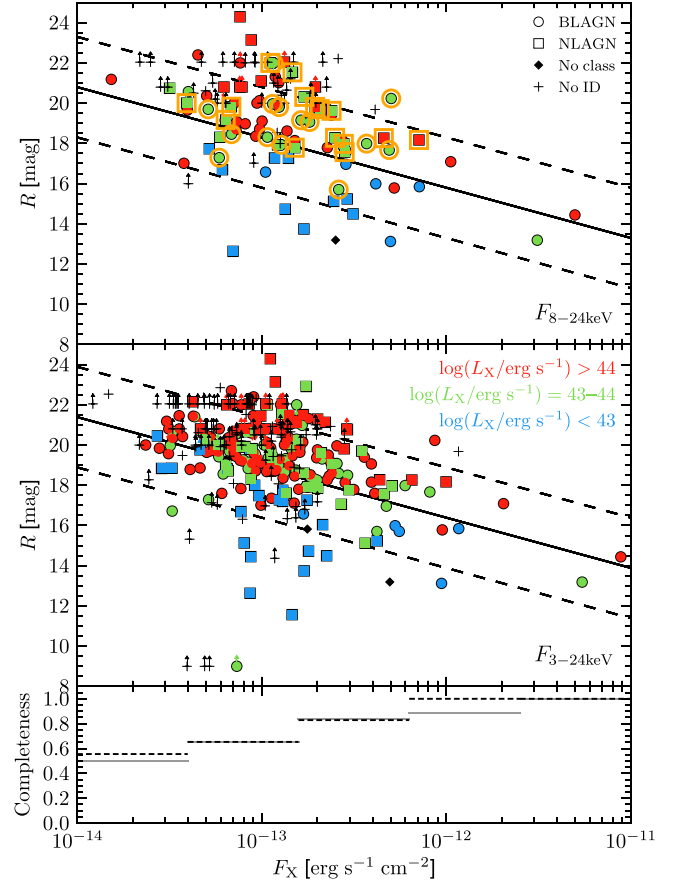 24
22
20
18
16
14
12
10
8
R [mag]
BLAGN
NLAGN
No class
No ID
F8−24keV
24
22
20
18
16
14
12
10
8
R [mag]
log(LX/erg s−1) > 44
log(LX/erg s−1) = 43–44
log(LX/erg s−1) < 43
F3−24keV
1.0
0.8
0.6
0.4
0.2
0.0
Completeness
10−14
10−13
10−12
10−11
FX [erg s−1 cm−2]